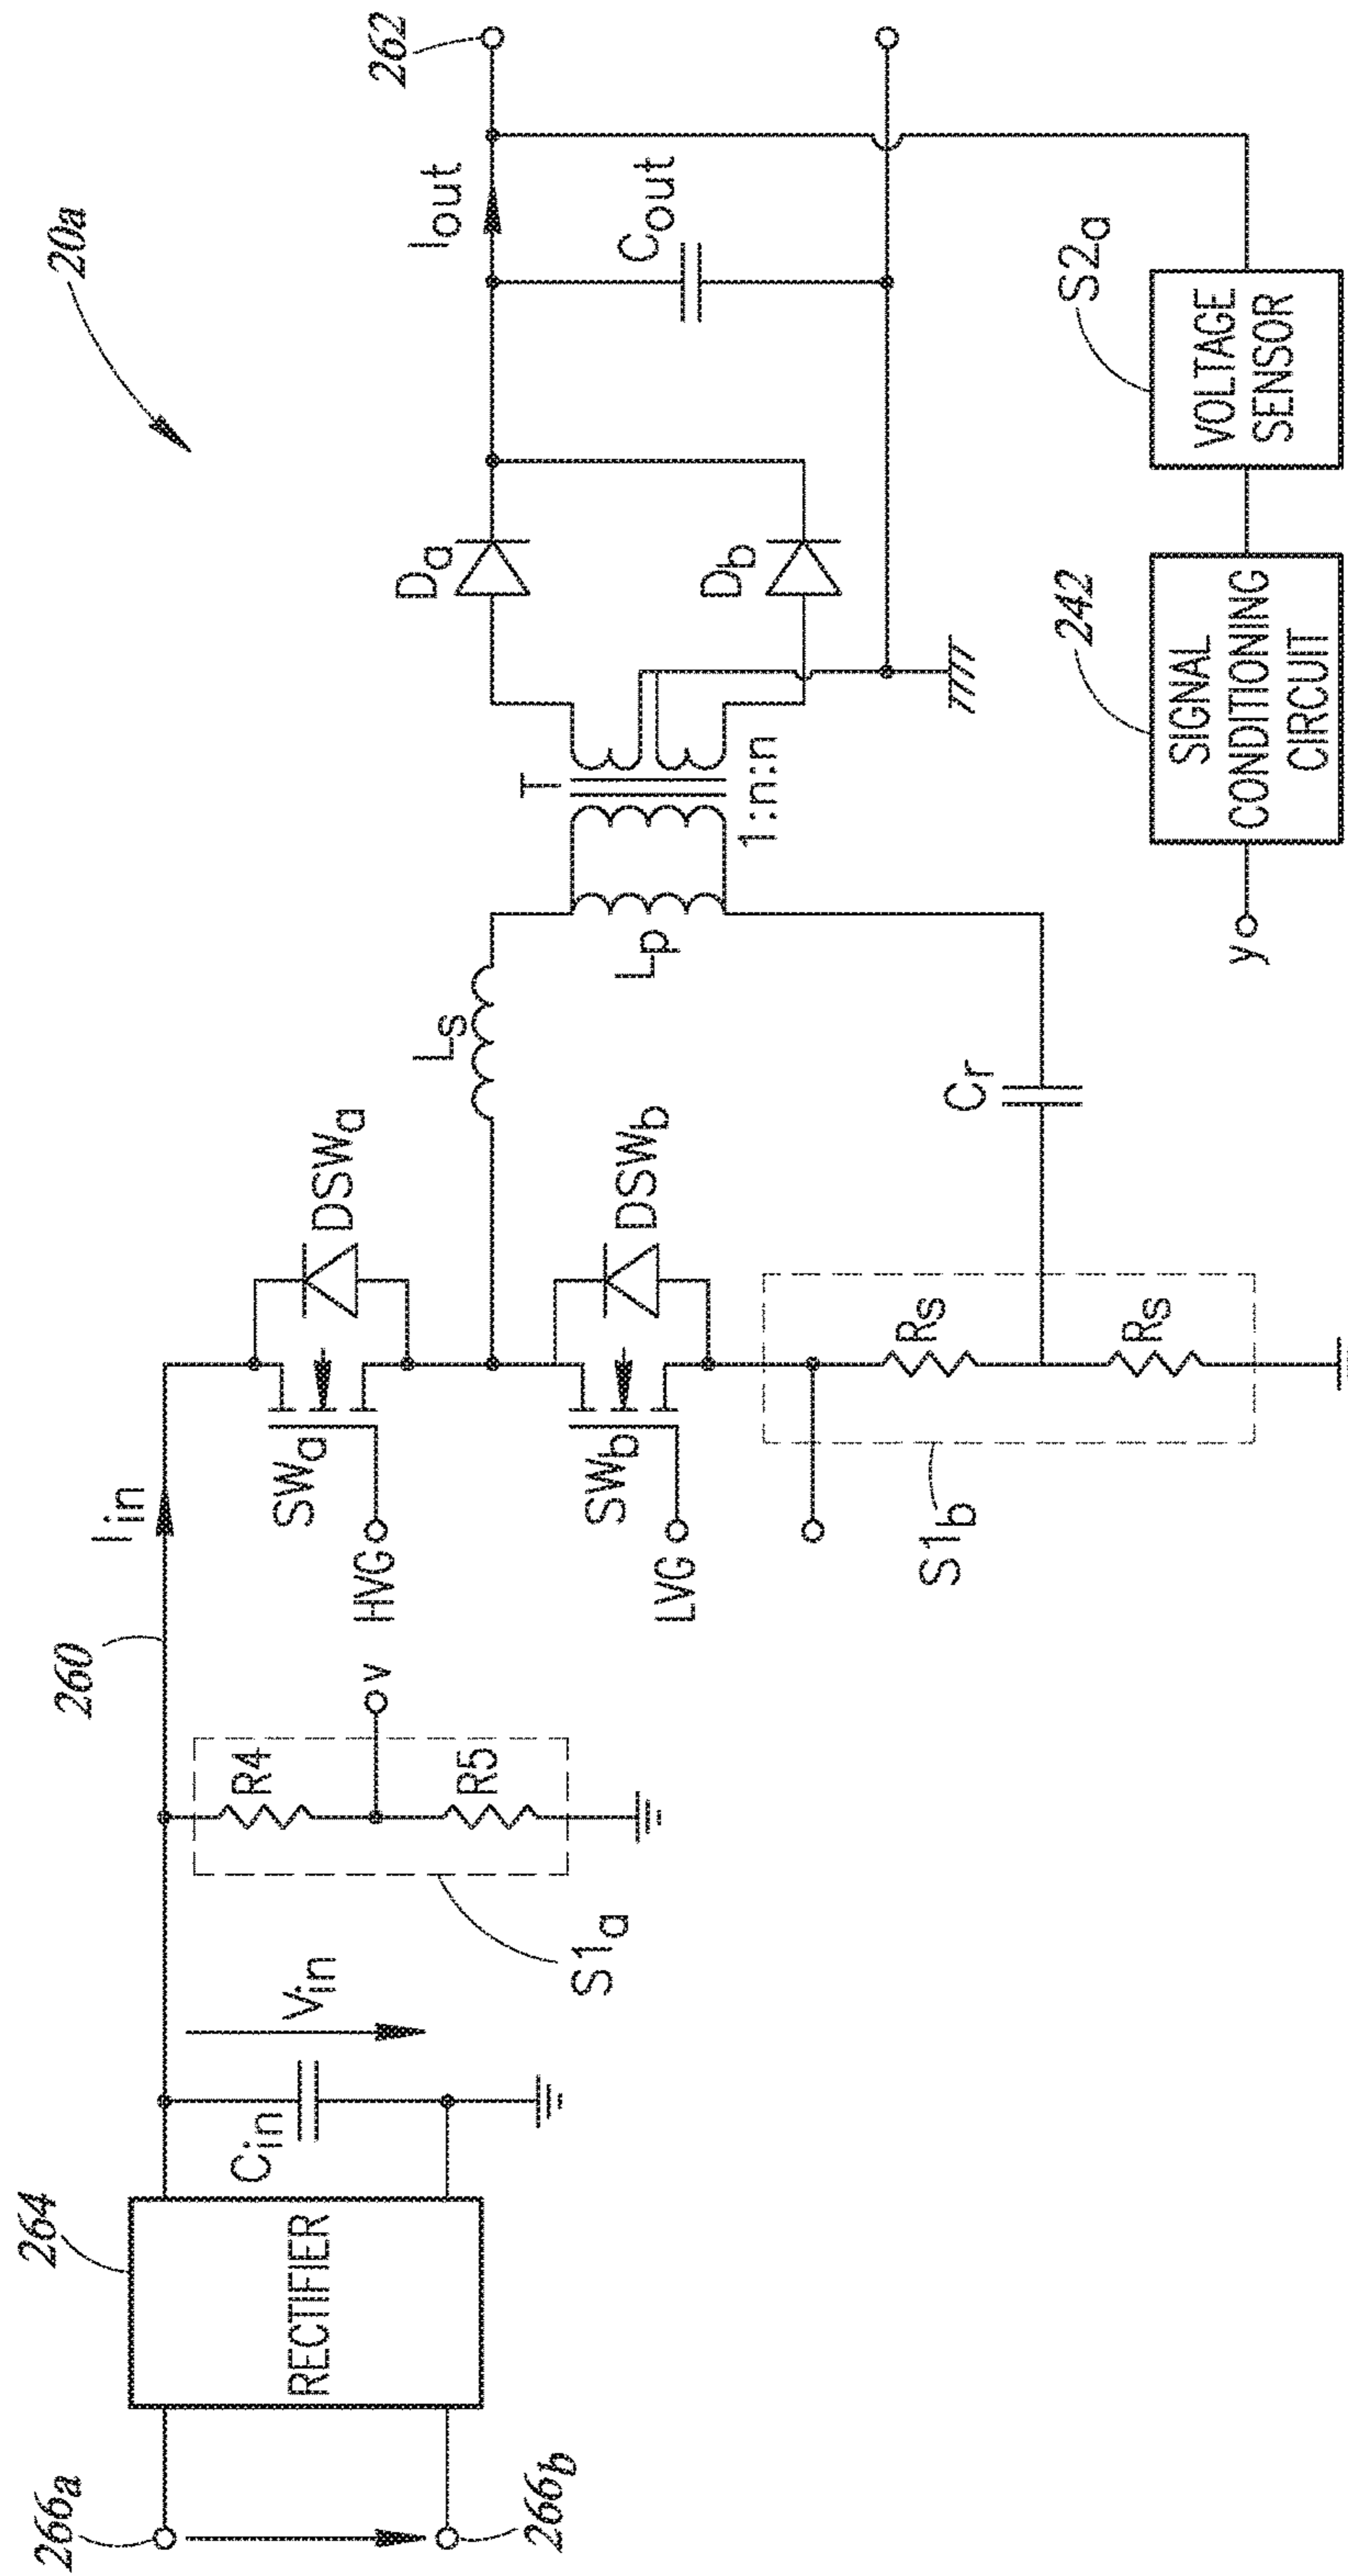 20a
266a
266b
264
RECTIFIER
Cin
Vin
S1a
R4
R5
v
260
Iin
HVG
SWa
DSWa
LVG
SWb
DSWb
S1b
Rs
Rs
Ls
Cr
Lp
T
1:n:n
Da
Db
Iout
Cout
262
y
242
SIGNAL
CONDITIONING
CIRCUIT
S2a
VOLTAGE
SENSOR